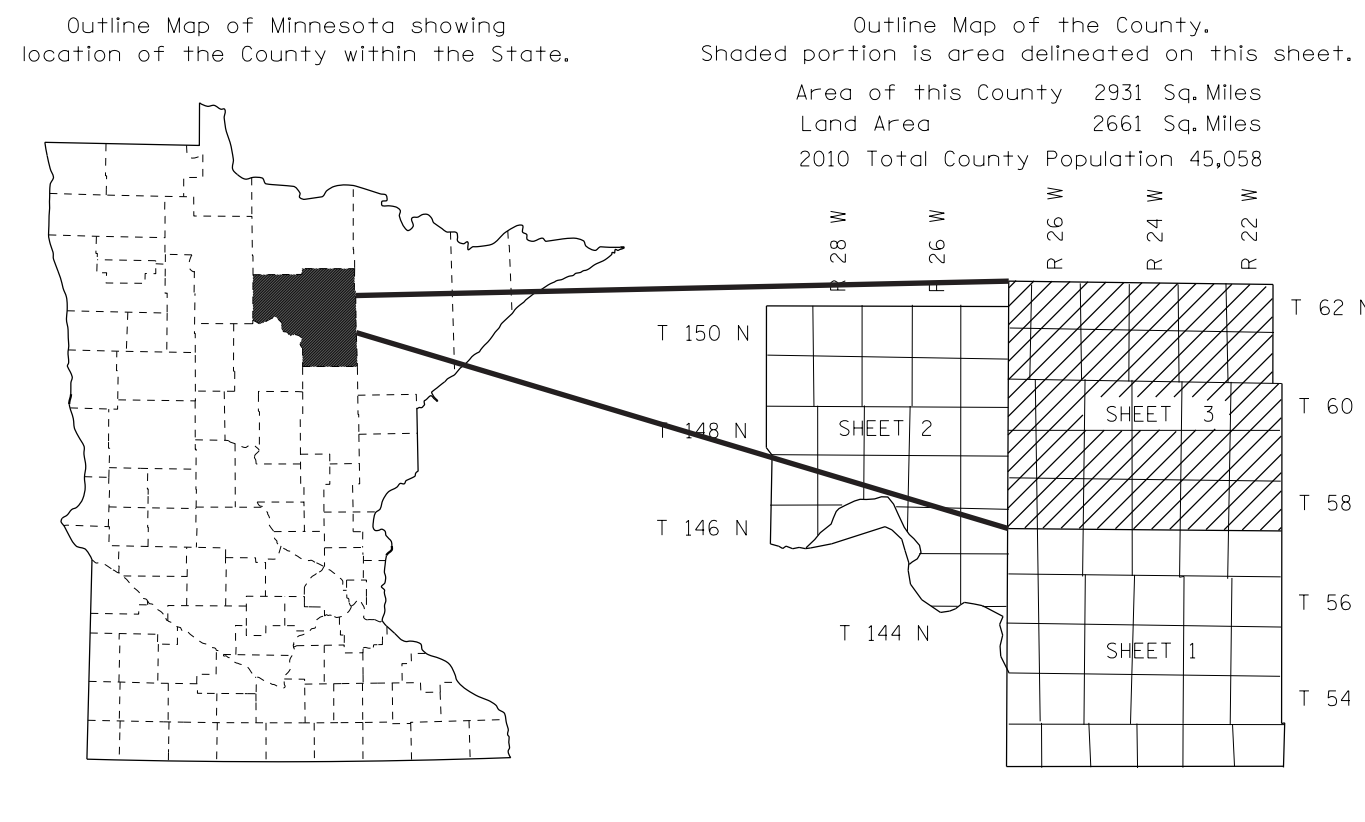 Outline Map of Minnesota showing
location of the County within the State.
Outline Map of the County.
Shaded portion is area delineated on this sheet.
Area of this County 2931 Sq. Miles
Land Area 2661 Sq. Miles
2010 Total County Population 45,058
R 28 W
R 26 W
R 26 W
R 24 W
R 22 W
T 150 N
T 148 N
T 146 N
T 144 N
T 62 N
T 60
T 58
T 56
T 54
SHEET 2
SHEET 3
SHEET 1